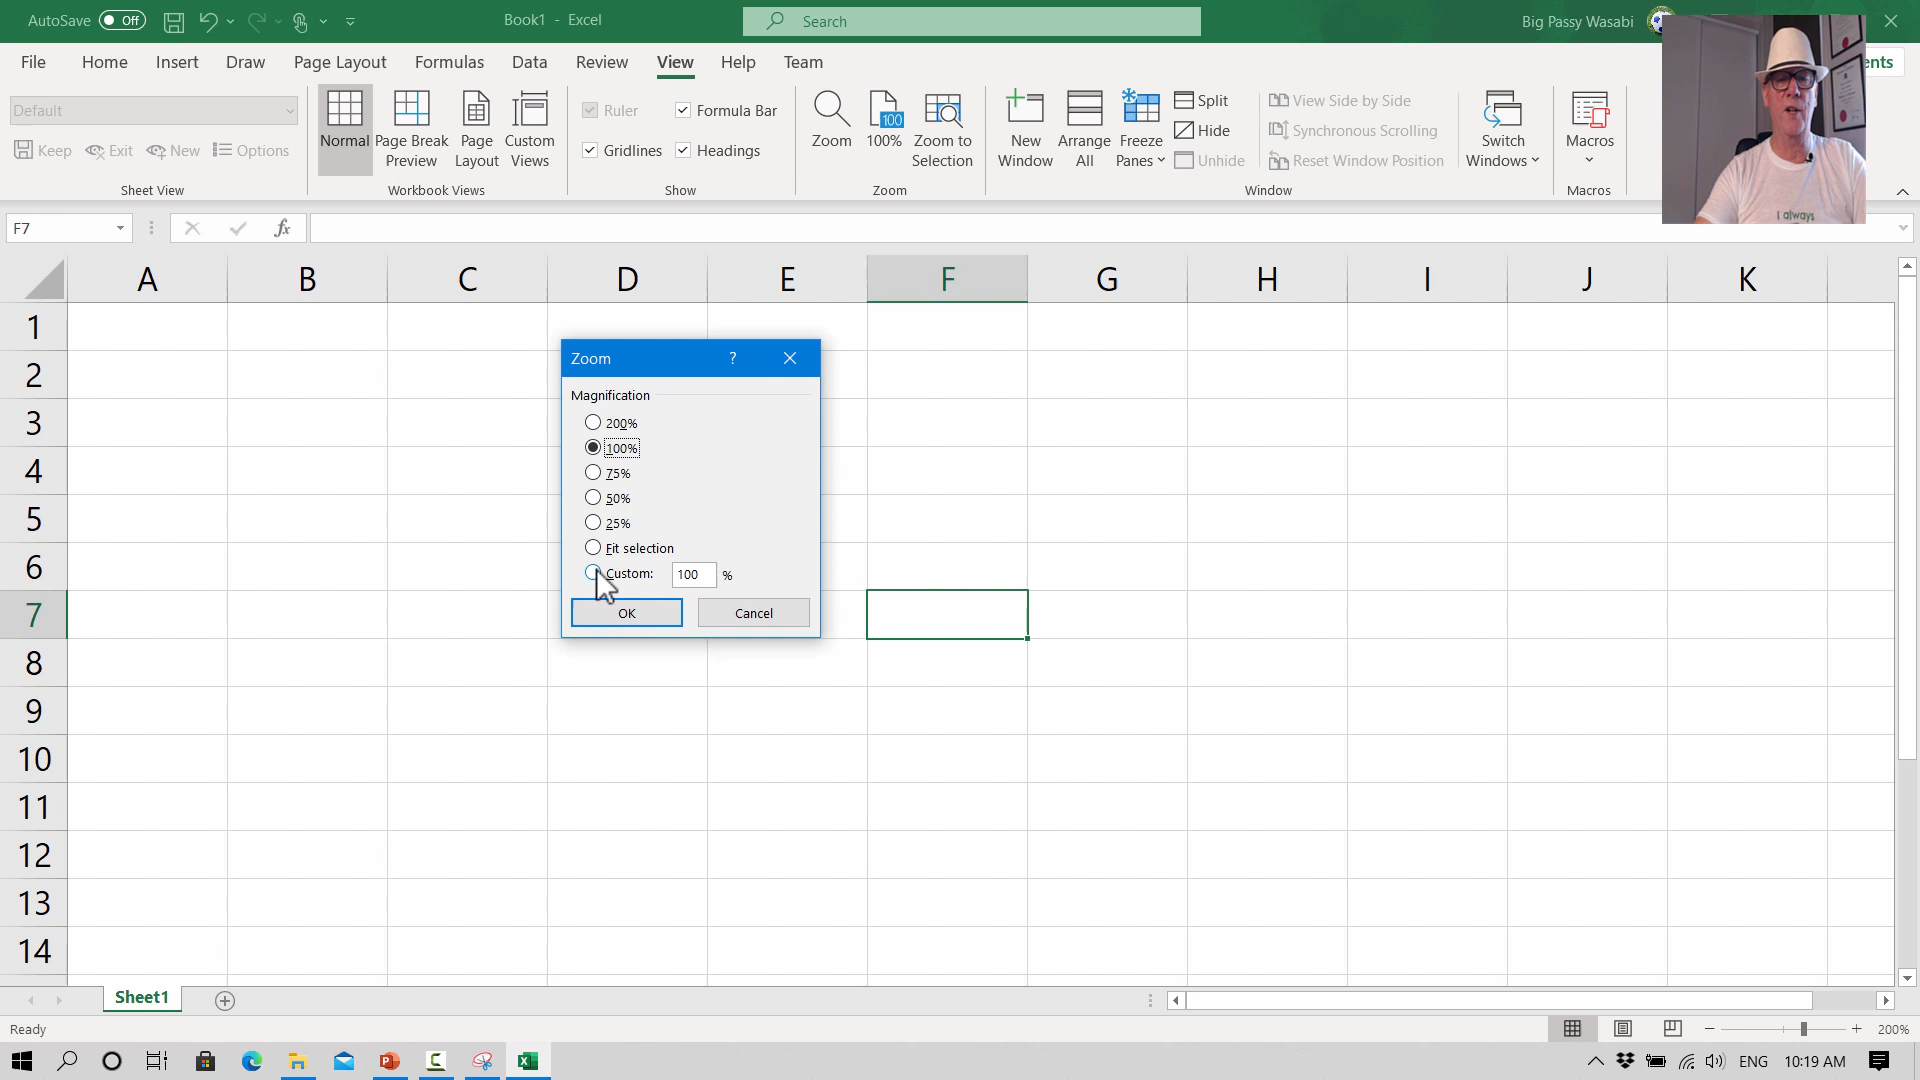 AutoSave Off
Book1 - Excel
Search
Big Passy Wasabi
File Home Insert Draw Page Layout Formulas Data Review View Help Team
ents
Default
Keep Exit New Options
Sheet View
Normal
Page Break Preview
Page Layout
Custom Views
Workbook Views
Ruler Formula Bar
Gridlines Headings
Show
Zoom
100
100%
Zoom to Selection
Zoom
New Window
Arrange All
Freeze Panes
Split
Hide
Unhide
View Side by Side
Synchronous Scrolling
Reset Window Position
Switch Windows
Window
Macros
Macros
I always
F7
fx
A B C D E F G H I J K
1
2
3
4
5
6
7
8
9
10
11
12
13
14
Zoom ?
Magnification
200%
100%
75%
50%
25%
Fit selection
Custom: 100 %
OK Cancel
Sheet1
Ready
200%
ENG 10:19 AM